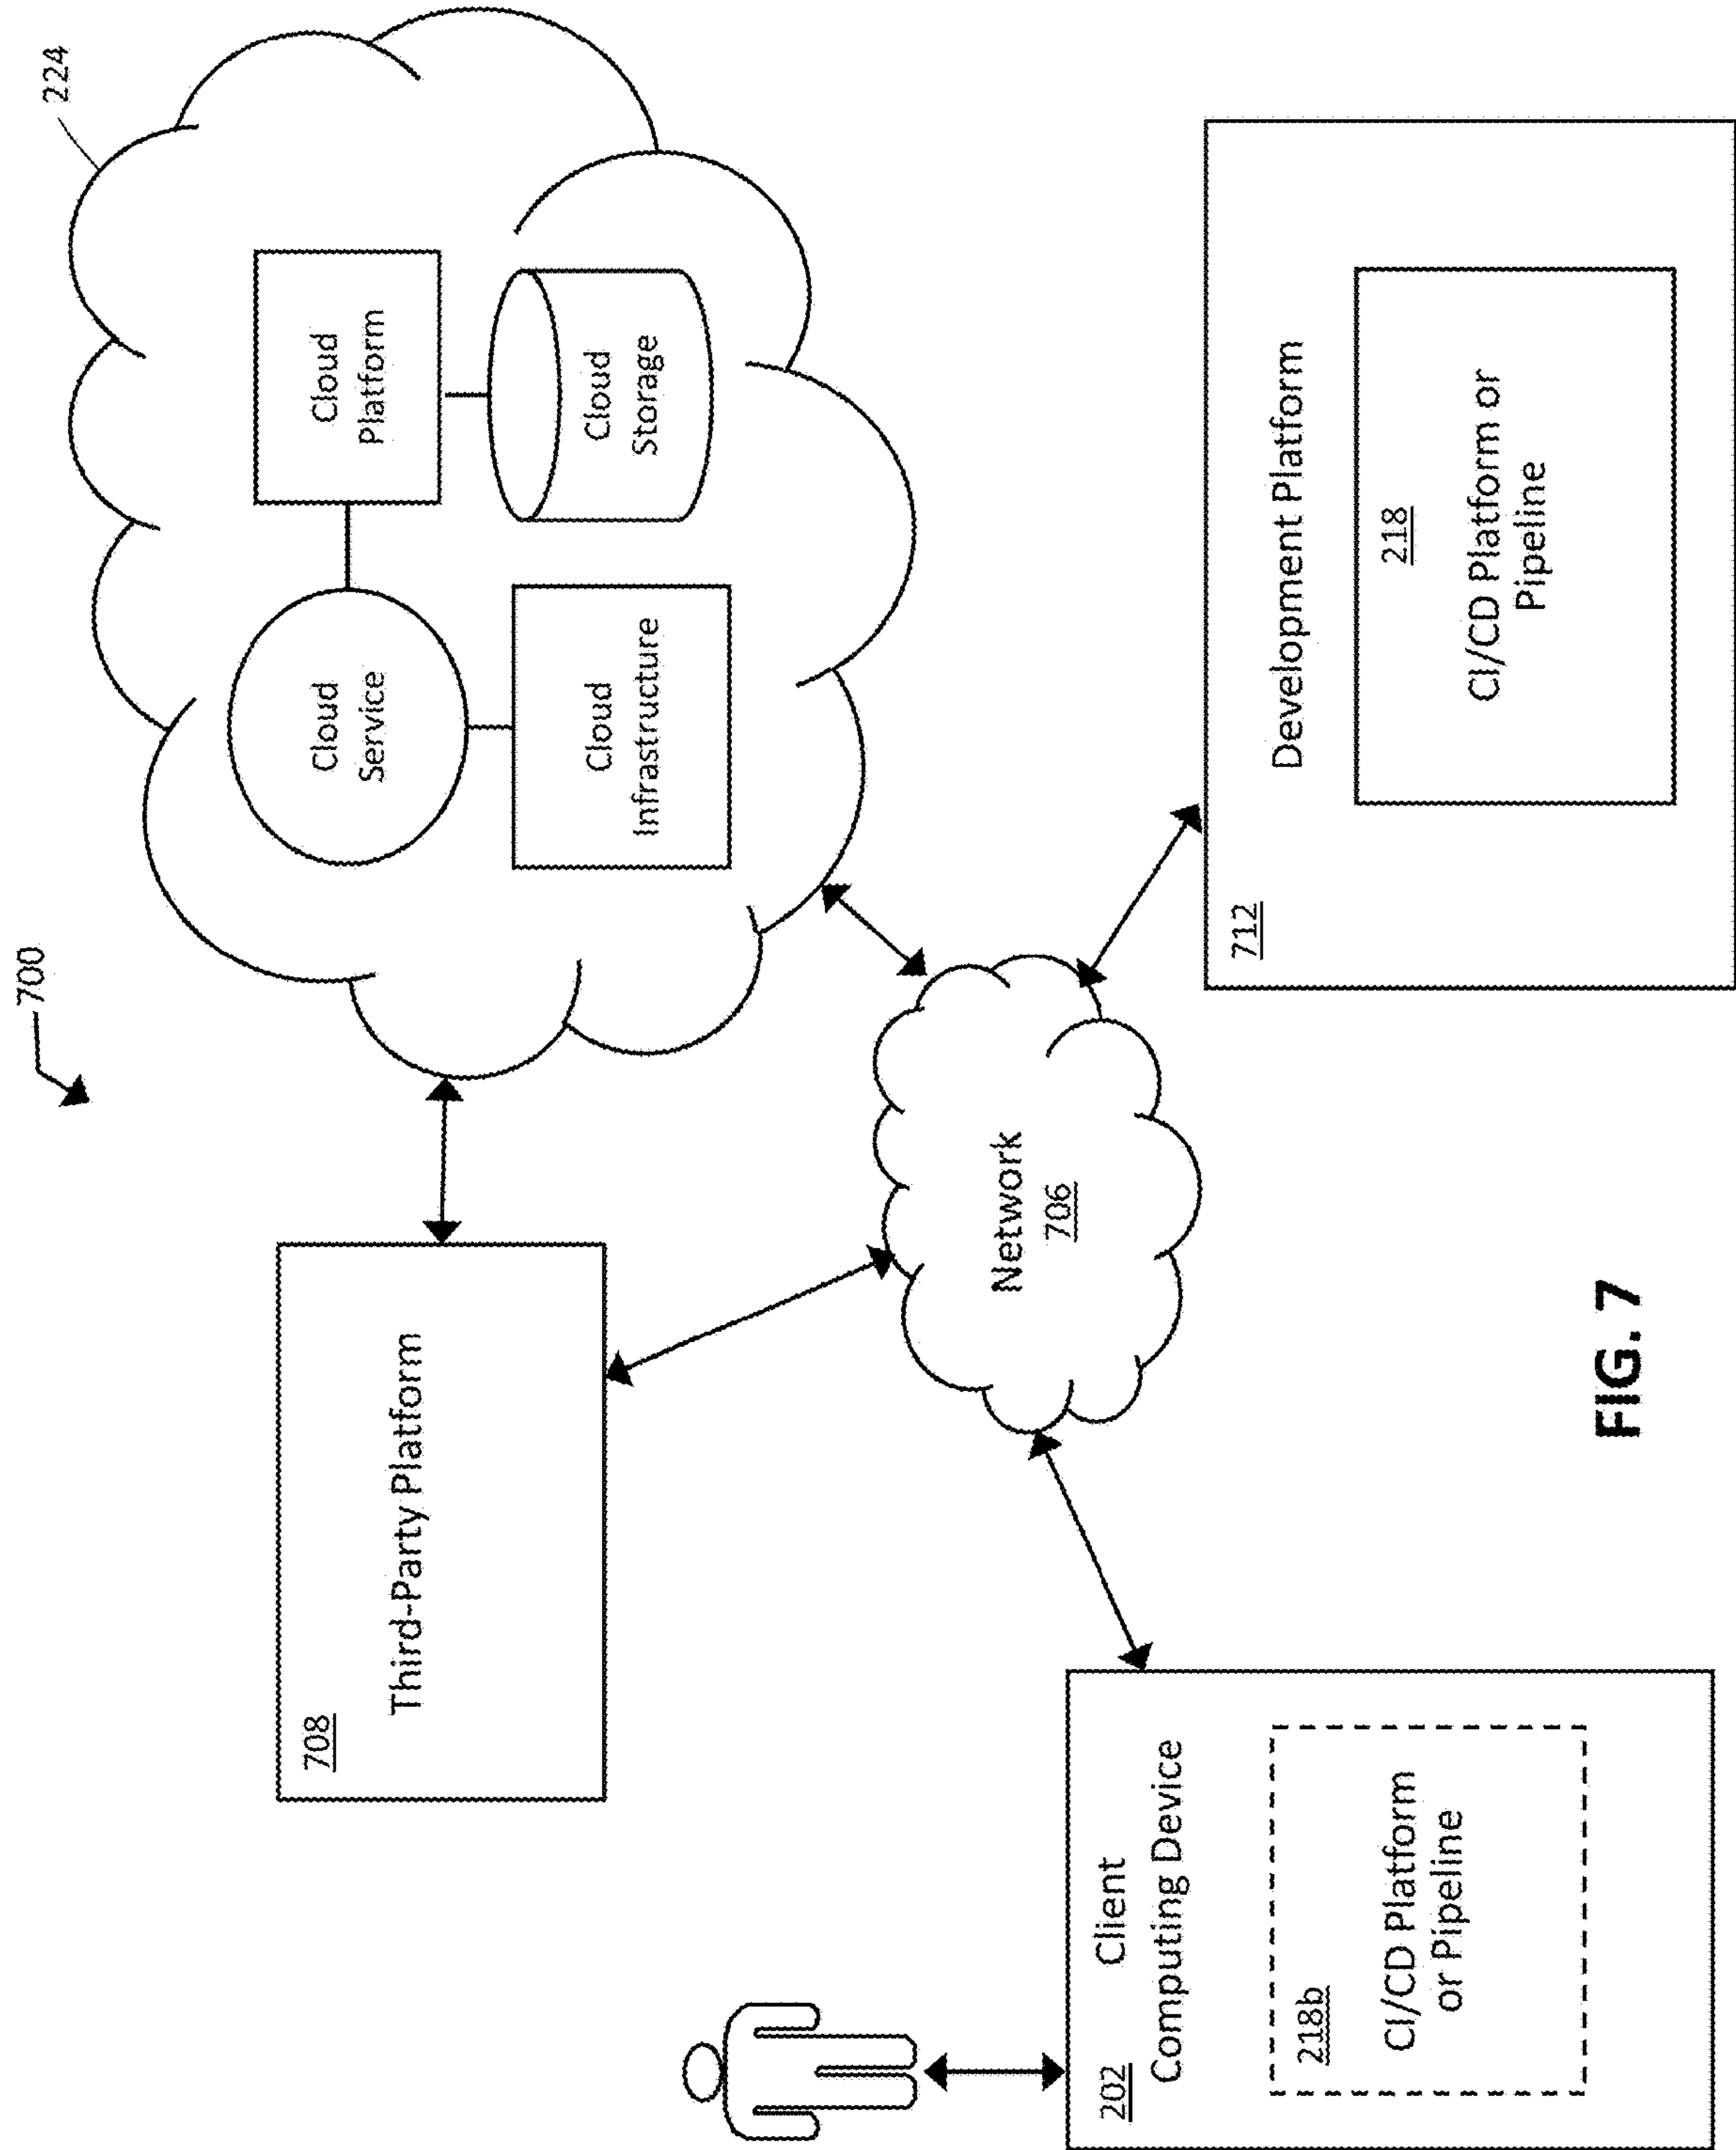 700
224
708
Third-Party Platform
Cloud
Service
Cloud
Platform
Cloud
Infrastructure
Cloud
Storage
Network
706
202
Client
Computing Device
218b
CI/CD Platform
or Pipeline
712
Development Platform
218
CI/CD Platform or
Pipeline
FIG. 7